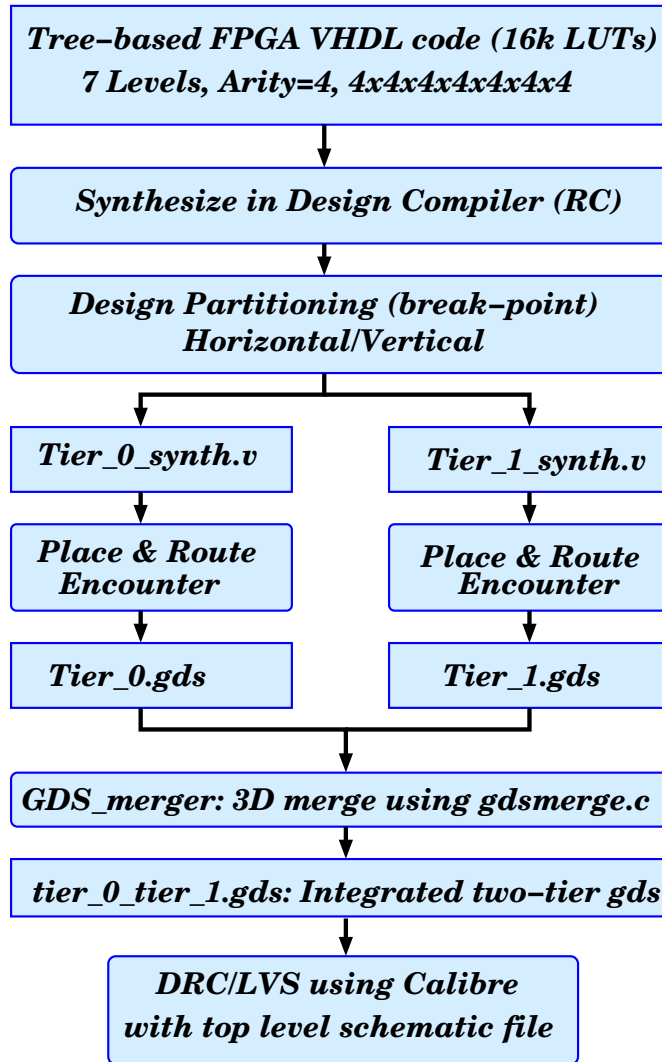 Tree-based FPGA VHDL code (16k LUTs)
7 Levels, Arity=4, 4x4x4x4x4x4x4
Synthesize in Design Compiler (RC)
Design Partitioning (break-point)
Horizontal/Vertical
Tier_0_synth.v
Tier_1_synth.v
Place & Route
Encounter
Place & Route
Encounter
Tier_0.gds
Tier_1.gds
GDS_merger: 3D merge using gdsmerge.c
tier_0_tier_1.gds: Integrated two-tier gds
DRC/LVS using Calibre
with top level schematic file